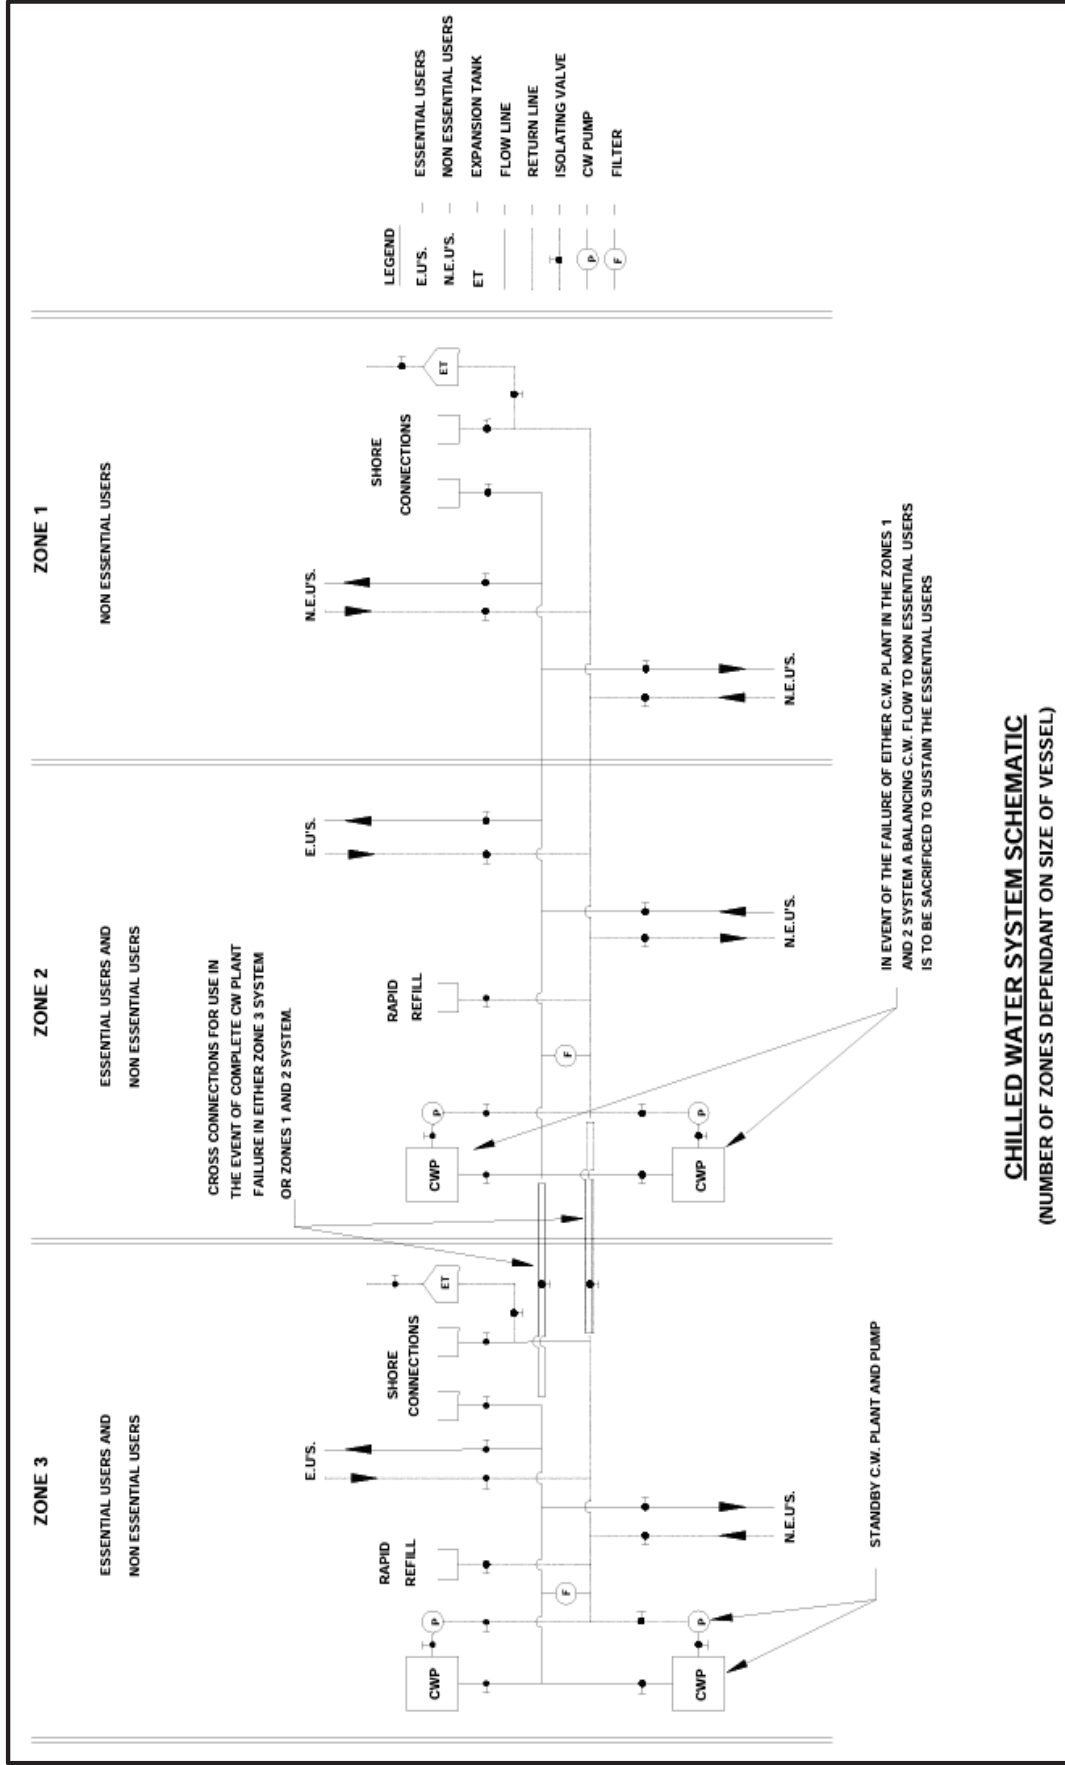 ZONE 3
ESSENTIAL USERS AND
NON ESSENTIAL USERS
ZONE 2
ESSENTIAL USERS AND
NON ESSENTIAL USERS
ZONE 1
NON ESSENTIAL USERS
CROSS CONNECTIONS FOR USE IN
THE EVENT OF COMPLETE CW PLANT
FAILURE IN EITHER ZONE 3 SYSTEM
OR ZONES 1 AND 2 SYSTEM.
E.U'S.
E.U'S.
N.E.U'S.
RAPID
REFILL
SHORE
CONNECTIONS
ET
RAPID
REFILL
SHORE
CONNECTIONS
ET
CWP
P
CWP
P
F
F
CWP
P
CWP
P
N.E.U'S.
N.E.U'S.
N.E.U'S.
STANDBY C.W. PLANT AND PUMP
IN EVENT OF THE FAILURE OF EITHER C.W. PLANT IN THE ZONES 1
AND 2 SYSTEM A BALANCING C.W. FLOW TO NON ESSENTIAL USERS
IS TO BE SACRIFICED TO SUSTAIN THE ESSENTIAL USERS
LEGEND
E.U'S. – ESSENTIAL USERS
N.E.U'S. – NON ESSENTIAL USERS
ET – EXPANSION TANK
– FLOW LINE
– RETURN LINE
– ISOLATING VALVE
P – CW PUMP
F – FILTER
CHILLED WATER SYSTEM SCHEMATIC
(NUMBER OF ZONES DEPENDANT ON SIZE OF VESSEL)